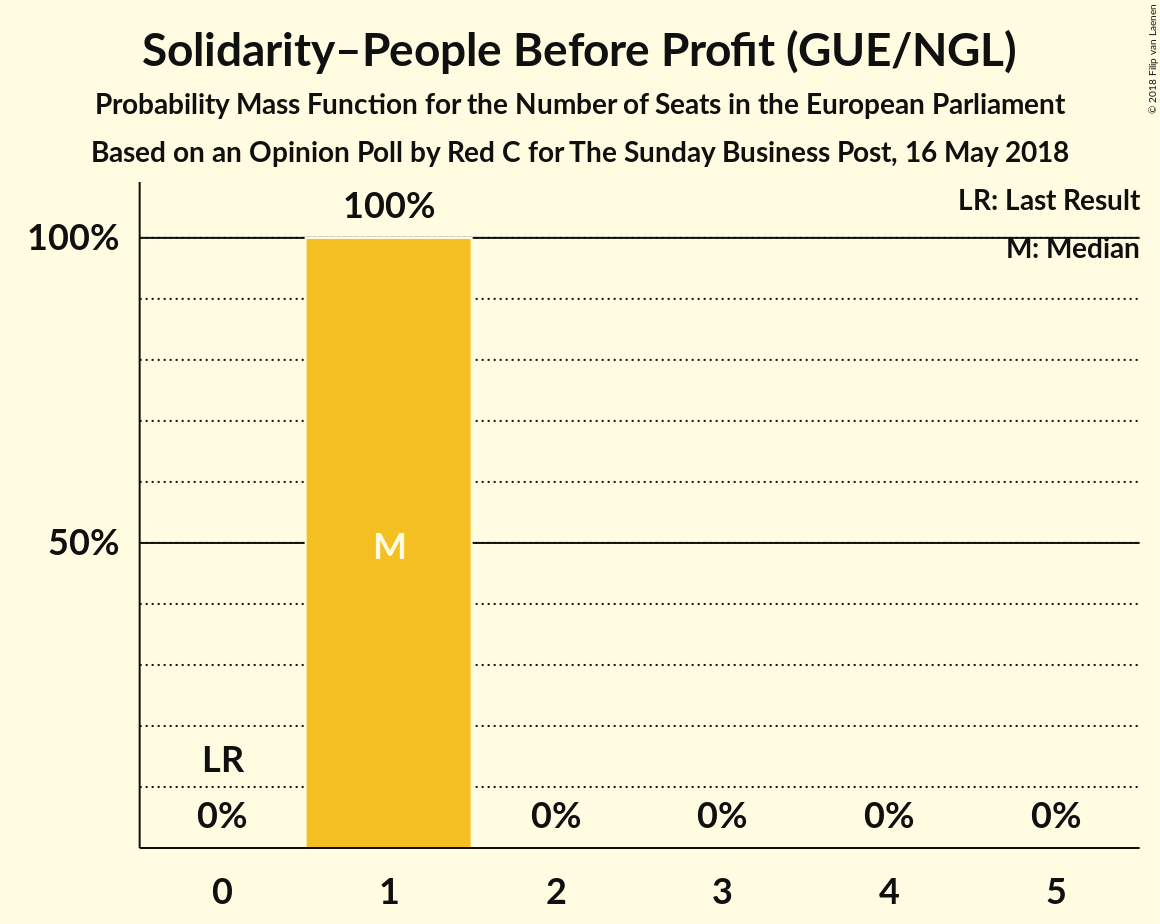 Solidarity–People Before Profit (GUE/NGL)
Probability Mass Function for the Number of Seats in the European Parliament
Based on an Opinion Poll by Red C for The Sunday Business Post, 16 May 2018
© 2018 Filip van Laenen
LR: Last Result
M: Median
100%
100%
50%
M
LR
0% 0% 0% 0% 0%
0 1 2 3 4 5